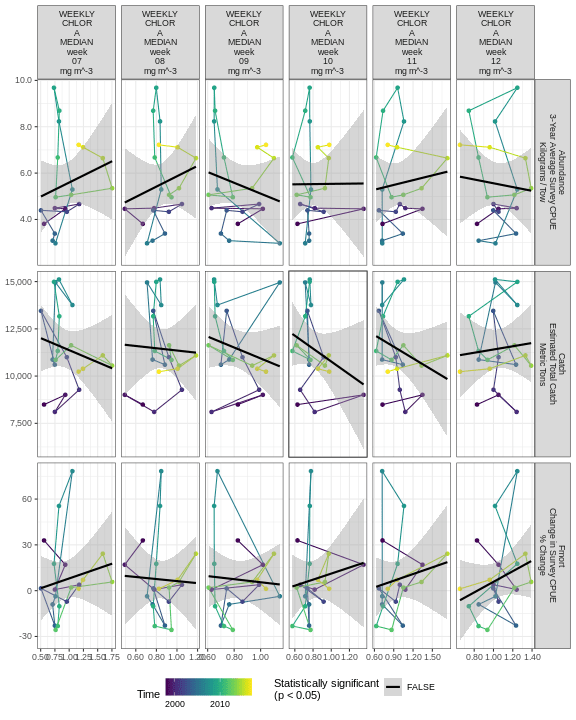 WEEKLY
CHLOR
A
MEDIAN
week
07
mg m^-3
WEEKLY
CHLOR
A
MEDIAN
week
08
mg m^-3
WEEKLY
CHLOR
A
MEDIAN
week
09
mg m^-3
WEEKLY
CHLOR
A
MEDIAN
week
10
mg m^-3
WEEKLY
CHLOR
A
MEDIAN
week
11
mg m^-3
WEEKLY
CHLOR
A
MEDIAN
week
12
mg m^-3
10.0
8.0
6.0
4.0
Abundance
3-Year Average Survey CPUE
Kilograms / Tow
15,000
12,500
10,000
7,500
Catch
Estimated Total Catch
Metric Tons
60
30
0
-30
Fmort
Change in Survey CPUE
% Change
0.50 0.75 1.00 1.25 1.50 1.75
0.60 0.80 1.00 1.20
0.60 0.80 1.00
0.60 0.80 1.00 1.20
0.60 0.90 1.20 1.50
0.80 1.00 1.20 1.40
Time
2000 2010
Statistically significant
(p < 0.05)
FALSE